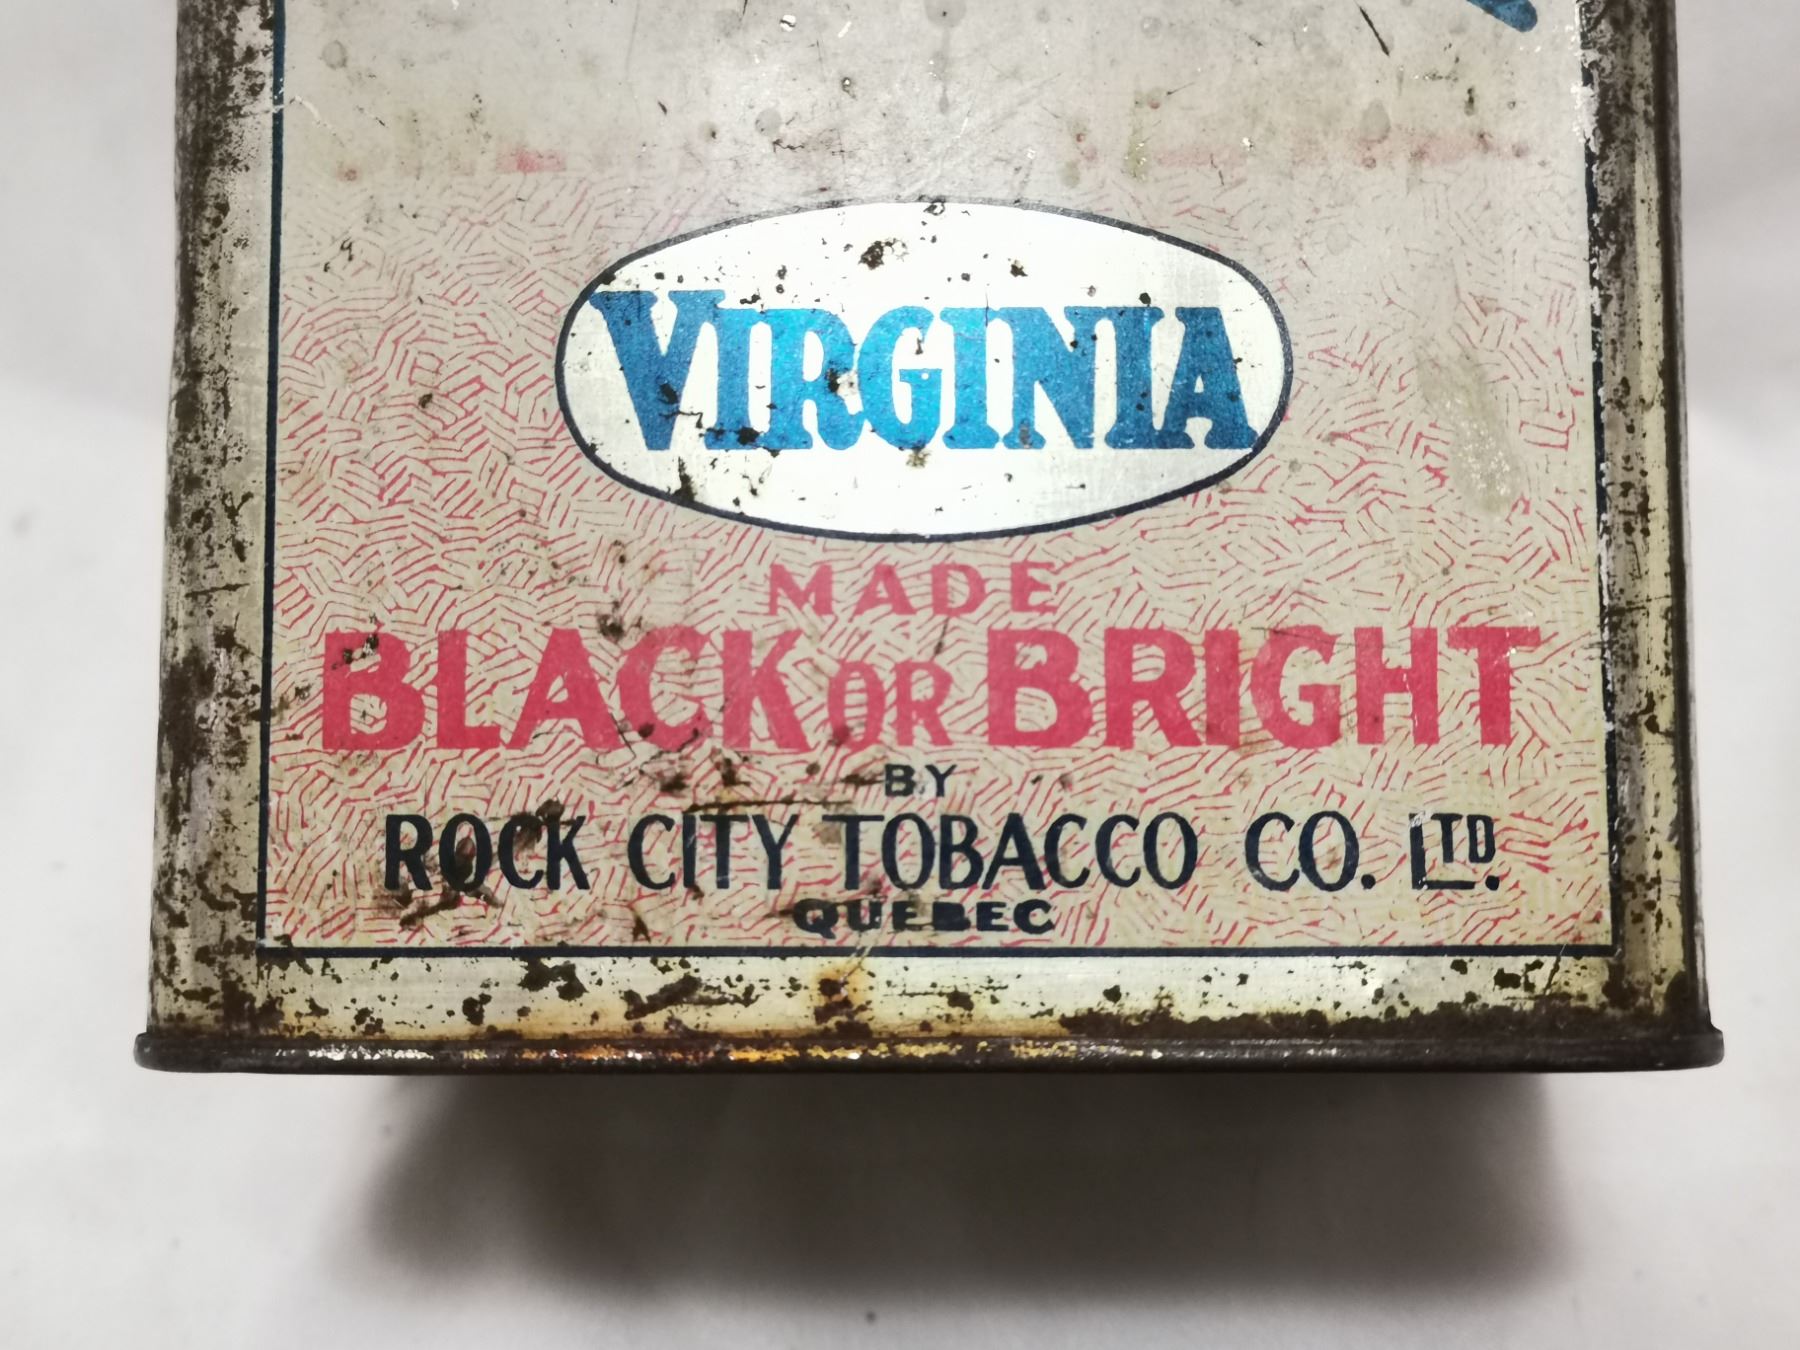 VIRGINIA
MADE
BLACK OR BRIGHT
BY
ROCK CITY TOBACCO CO. LTD.
QUEBEC